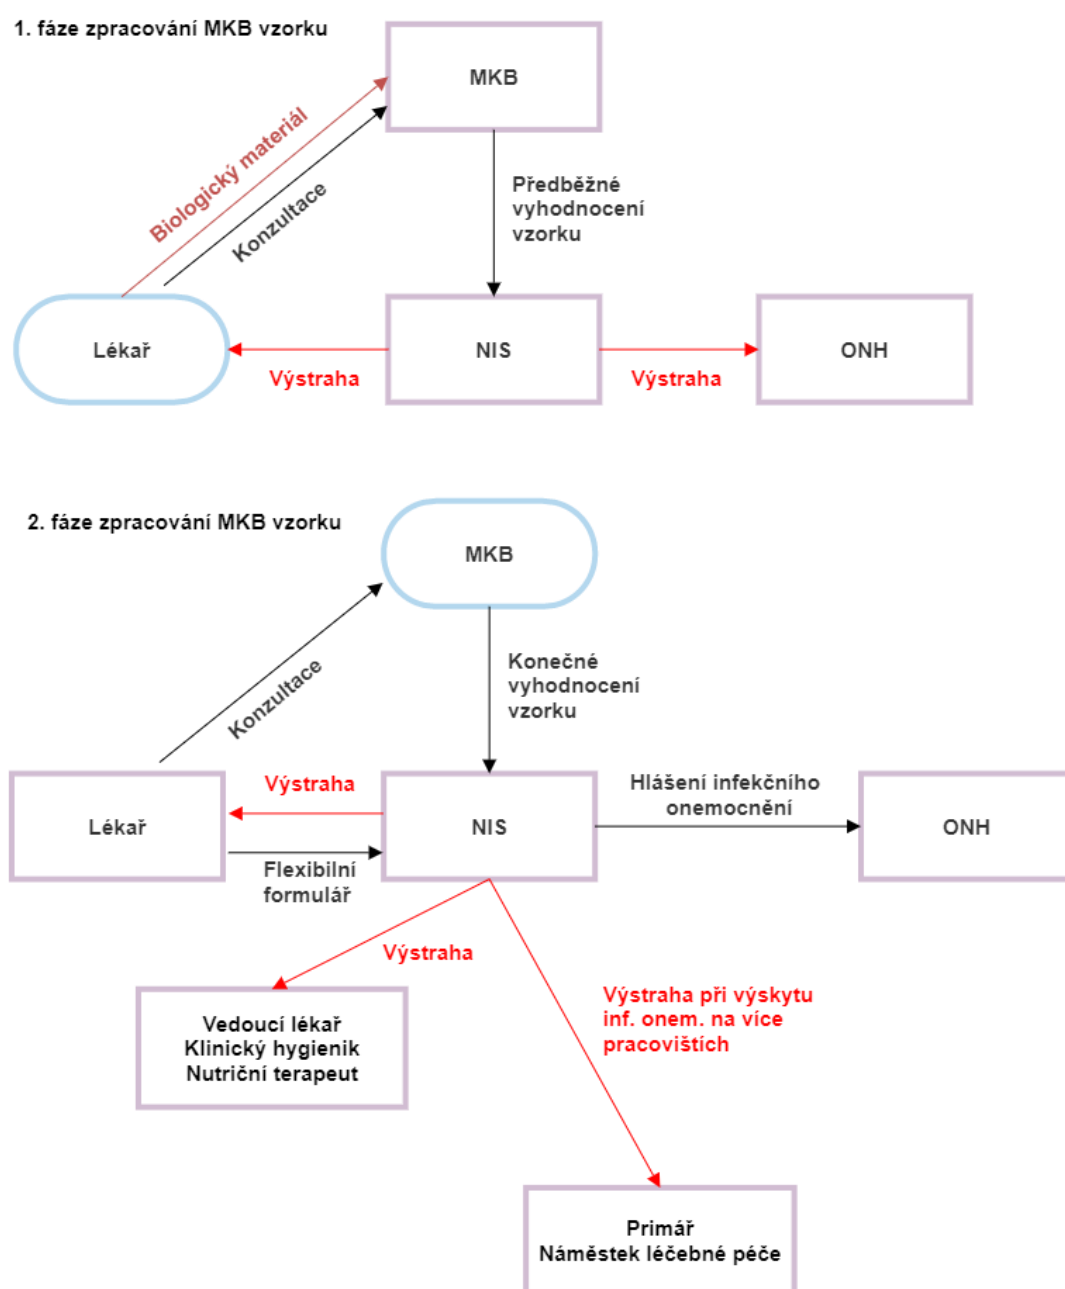 1. fáze zpracování MKB vzorku
MKB
Biologický materiál
Konzultace
Předběžné
vyhodnocení
vzorku
Lékař
NIS
ONH
Výstraha
Výstraha
2. fáze zpracování MKB vzorku
MKB
Konzultace
Konečné
vyhodnocení
vzorku
Výstraha
Hlášení infekčního
onemocnění
Lékař
NIS
ONH
Flexibilní
formulář
Výstraha
Výstraha při výskytu
inf. onem. na více
pracovištích
Vedoucí lékař
Klinický hygienik
Nutriční terapeut
Primář
Náměstek léčebné péče